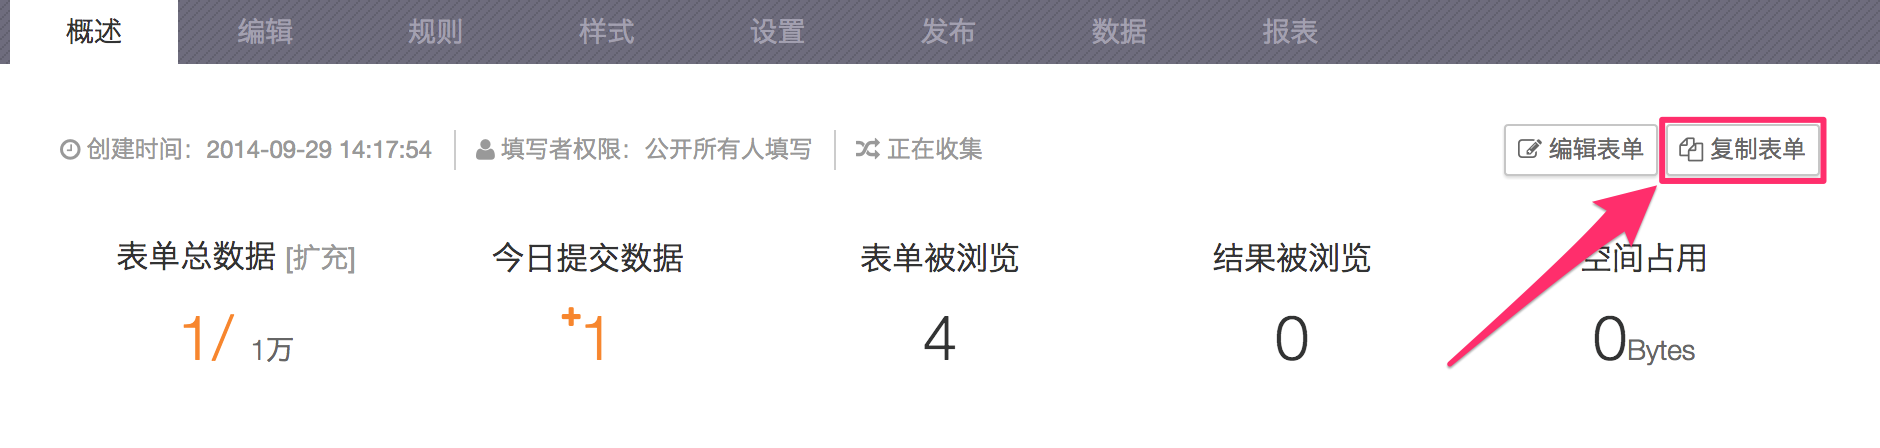 概述 编辑 规则 样式 设置 发布 数据 报表
创建时间：2014-09-29 14:17:54 填写者权限：公开所有人填写 正在收集 编辑表单 复制表单
表单总数据 [扩充] 今日提交数据 表单被浏览 结果被浏览 空间占用
1/ 1万 +1 4 0 0Bytes